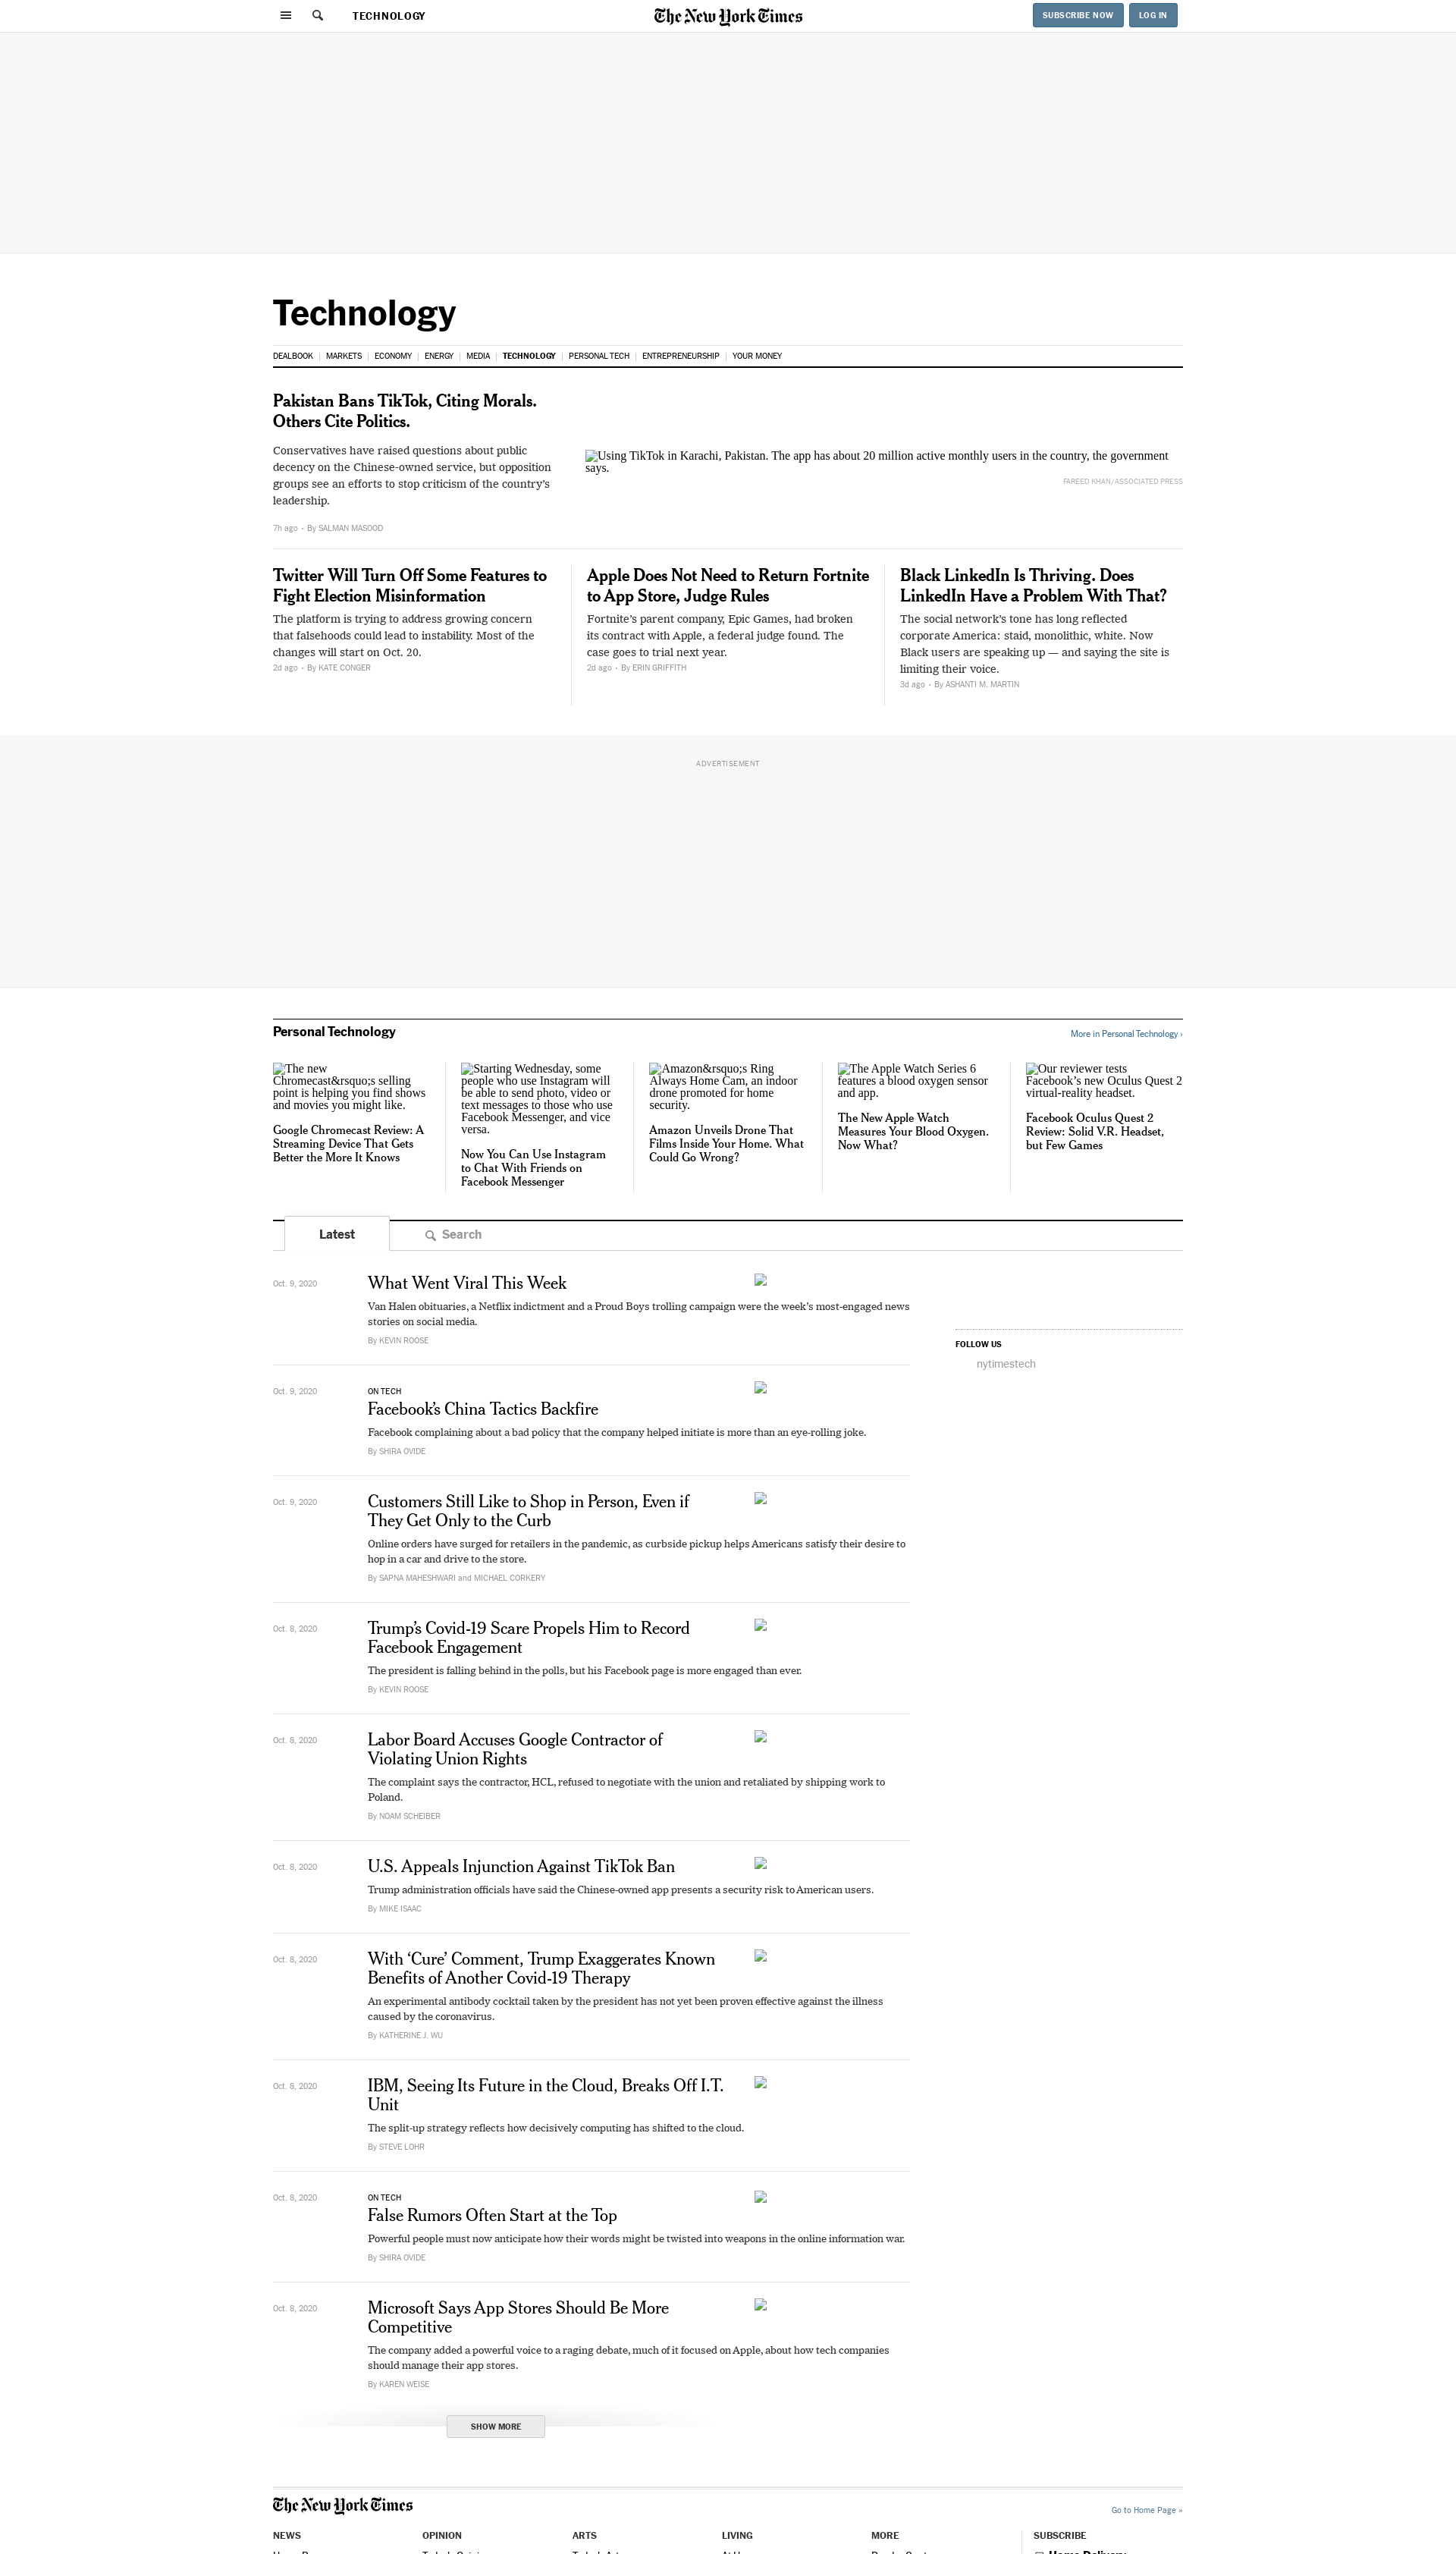 TECHNOLOGY
The New York Times
SUBSCRIBE NOW
LOG IN
Technology
DEALBOOK
MARKETS
ECONOMY
ENERGY
MEDIA
TECHNOLOGY
PERSONAL TECH
ENTREPRENEURSHIP
YOUR MONEY
Pakistan Bans TikTok, Citing Morals.
Others Cite Politics.
Conservatives have raised questions about public
decency on the Chinese-owned service, but opposition
groups see an efforts to stop criticism of the country’s
leadership.
7h ago • By SALMAN MASOOD
Using TikTok in Karachi, Pakistan. The app has about 20 million active monthly users in the country, the government
says.
FAREED KHAN/ASSOCIATED PRESS
Twitter Will Turn Off Some Features to
Fight Election Misinformation
The platform is trying to address growing concern
that falsehoods could lead to instability. Most of the
changes will start on Oct. 20.
2d ago • By KATE CONGER
Apple Does Not Need to Return Fortnite
to App Store, Judge Rules
Fortnite’s parent company, Epic Games, had broken
its contract with Apple, a federal judge found. The
case goes to trial next year.
2d ago • By ERIN GRIFFITH
Black LinkedIn Is Thriving. Does
LinkedIn Have a Problem With That?
The social network’s tone has long reflected
corporate America: staid, monolithic, white. Now
Black users are speaking up — and saying the site is
limiting their voice.
3d ago • By ASHANTI M. MARTIN
ADVERTISEMENT
Personal Technology
More in Personal Technology ›
The new
Chromecast&rsquo;s selling
point is helping you find shows
and movies you might like.
Google Chromecast Review: A
Streaming Device That Gets
Better the More It Knows
Starting Wednesday, some
people who use Instagram will
be able to send photo, video or
text messages to those who use
Facebook Messenger, and vice
versa.
Now You Can Use Instagram
to Chat With Friends on
Facebook Messenger
Amazon&rsquo;s Ring
Always Home Cam, an indoor
drone promoted for home
security.
Amazon Unveils Drone That
Films Inside Your Home. What
Could Go Wrong?
The Apple Watch Series 6
features a blood oxygen sensor
and app.
The New Apple Watch
Measures Your Blood Oxygen.
Now What?
Our reviewer tests
Facebook’s new Oculus Quest 2
virtual-reality headset.
Facebook Oculus Quest 2
Review: Solid V.R. Headset,
but Few Games
Latest
Search
Oct. 9, 2020
What Went Viral This Week
Van Halen obituaries, a Netflix indictment and a Proud Boys trolling campaign were the week’s most-engaged news
stories on social media.
By KEVIN ROOSE
FOLLOW US
nytimestech
Oct. 9, 2020
ON TECH
Facebook’s China Tactics Backfire
Facebook complaining about a bad policy that the company helped initiate is more than an eye-rolling joke.
By SHIRA OVIDE
Oct. 9, 2020
Customers Still Like to Shop in Person, Even if
They Get Only to the Curb
Online orders have surged for retailers in the pandemic, as curbside pickup helps Americans satisfy their desire to
hop in a car and drive to the store.
By SAPNA MAHESHWARI and MICHAEL CORKERY
Oct. 8, 2020
Trump’s Covid-19 Scare Propels Him to Record
Facebook Engagement
The president is falling behind in the polls, but his Facebook page is more engaged than ever.
By KEVIN ROOSE
Oct. 8, 2020
Labor Board Accuses Google Contractor of
Violating Union Rights
The complaint says the contractor, HCL, refused to negotiate with the union and retaliated by shipping work to
Poland.
By NOAM SCHEIBER
Oct. 8, 2020
U.S. Appeals Injunction Against TikTok Ban
Trump administration officials have said the Chinese-owned app presents a security risk to American users.
By MIKE ISAAC
Oct. 8, 2020
With ‘Cure’ Comment, Trump Exaggerates Known
Benefits of Another Covid-19 Therapy
An experimental antibody cocktail taken by the president has not yet been proven effective against the illness
caused by the coronavirus.
By KATHERINE J. WU
Oct. 8, 2020
IBM, Seeing Its Future in the Cloud, Breaks Off I.T.
Unit
The split-up strategy reflects how decisively computing has shifted to the cloud.
By STEVE LOHR
Oct. 8, 2020
ON TECH
False Rumors Often Start at the Top
Powerful people must now anticipate how their words might be twisted into weapons in the online information war.
By SHIRA OVIDE
Oct. 8, 2020
Microsoft Says App Stores Should Be More
Competitive
The company added a powerful voice to a raging debate, much of it focused on Apple, about how tech companies
should manage their app stores.
By KAREN WEISE
SHOW MORE
The New York Times
Go to Home Page »
NEWS
OPINION
ARTS
LIVING
MORE
SUBSCRIBE
Home Delivery